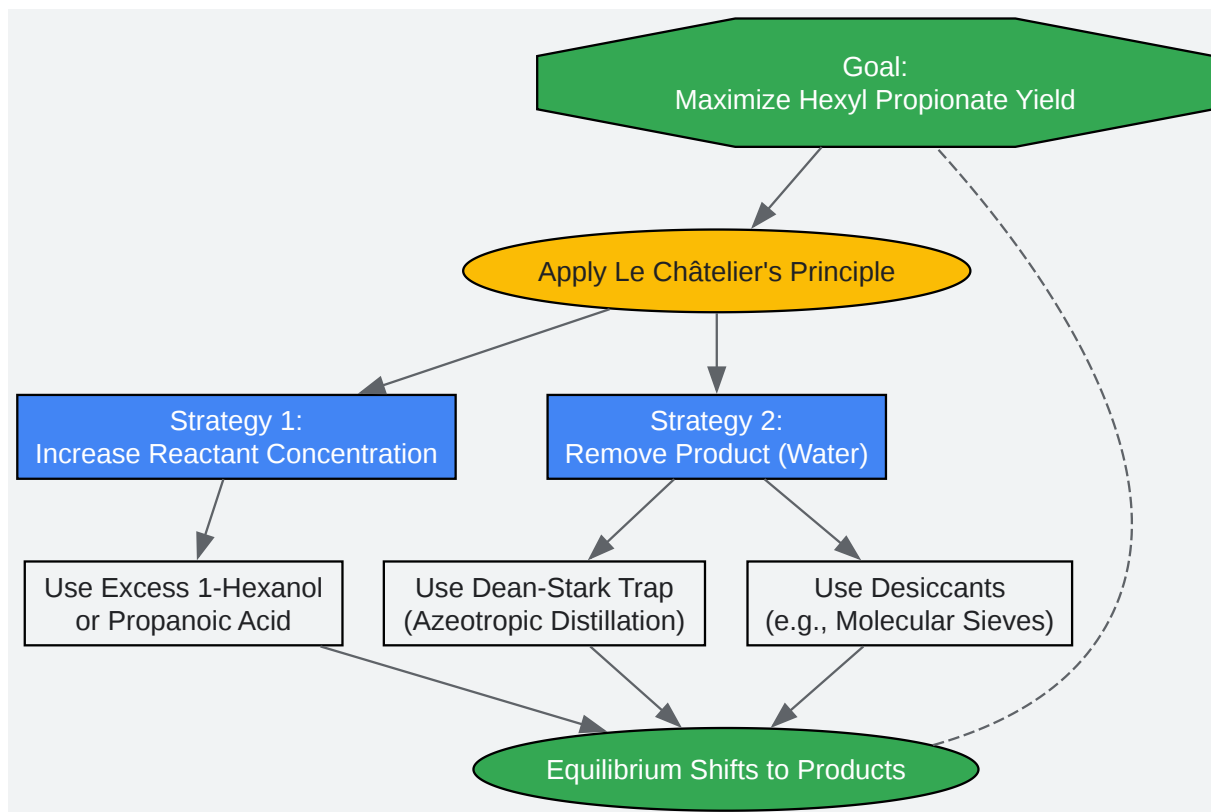 Goal:
Maximize Hexyl Propionate Yield
Apply Le Châtelier's Principle
Strategy 1:
Increase Reactant Concentration
Strategy 2:
Remove Product (Water)
Use Excess 1-Hexanol
or Propanoic Acid
Use Dean-Stark Trap
(Azeotropic Distillation)
Use Desiccants
(e.g., Molecular Sieves)
Equilibrium Shifts to Products